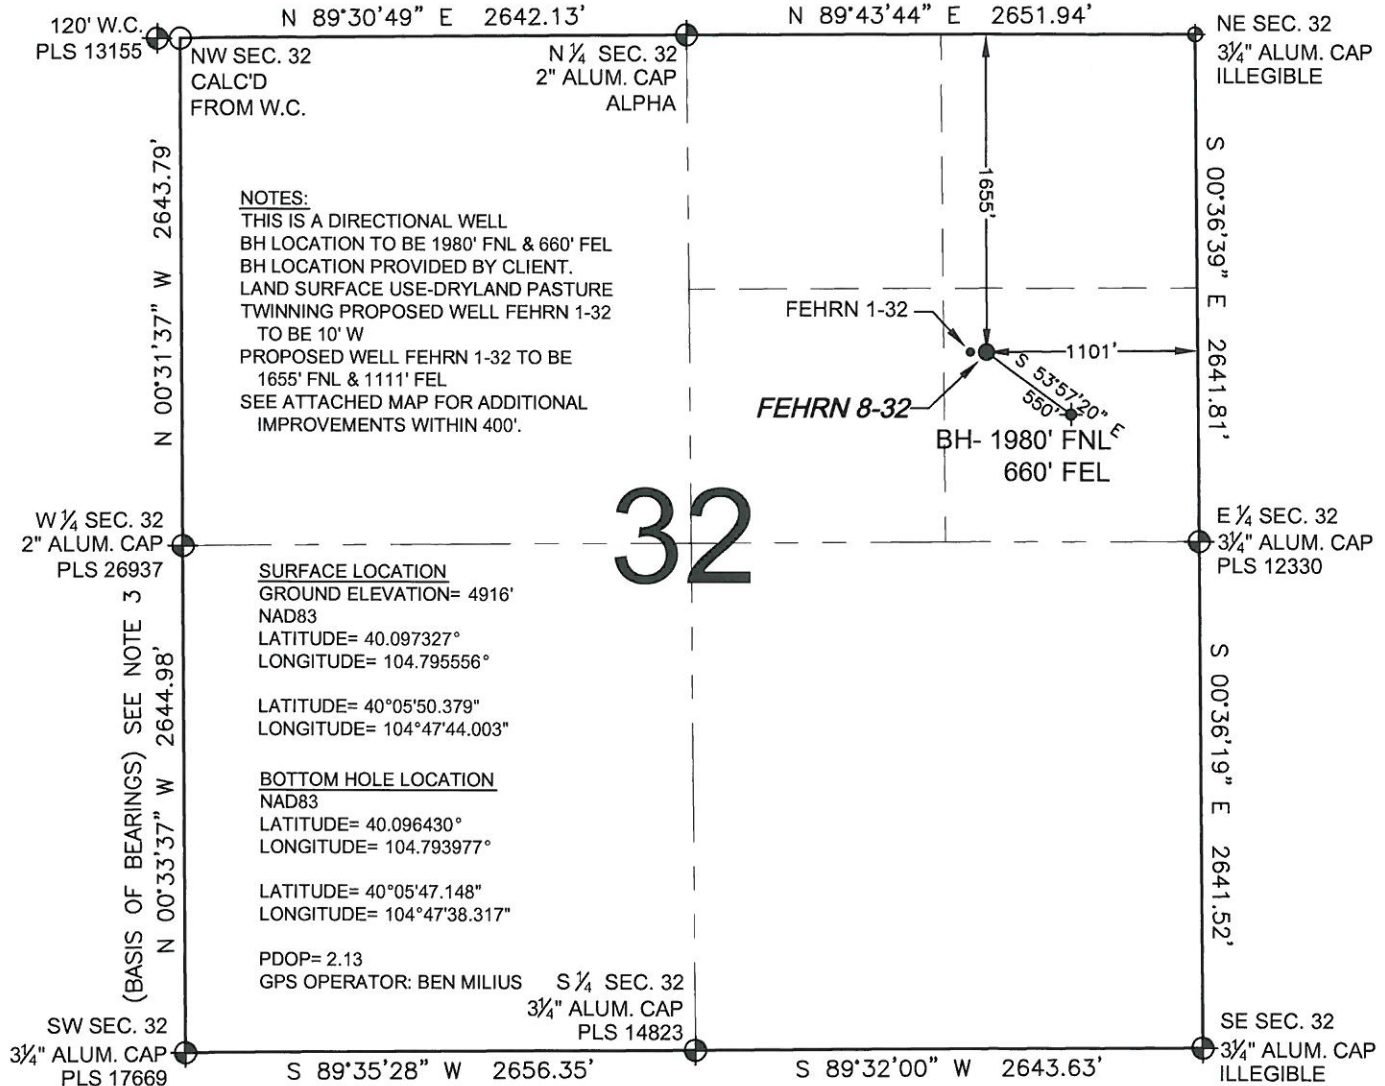 N 89°30'49" E 2642.13'
N 89°43'44" E 2651.94'
120' W.C.
PLS 13155
NW SEC. 32
CALC'D
FROM W.C.
N 1/4 SEC. 32
2" ALUM. CAP
ALPHA
NE SEC. 32
3 1/4" ALUM. CAP
ILLEGIBLE
N 00°31'37" W 2643.79'
S 00°36'39" E 2641.81'
1655'
NOTES:
THIS IS A DIRECTIONAL WELL
BH LOCATION TO BE 1980' FNL & 660' FEL
BH LOCATION PROVIDED BY CLIENT.
LAND SURFACE USE-DRYLAND PASTURE
TWINNING PROPOSED WELL FEHRN 1-32
TO BE 10' W
PROPOSED WELL FEHRN 1-32 TO BE
1655' FNL & 1111' FEL
SEE ATTACHED MAP FOR ADDITIONAL
IMPROVEMENTS WITHIN 400'.
FEHRN 1-32
1101'
FEHRN 8-32
S 53°57'20" E
550'
BH- 1980' FNL
660' FEL
32
W 1/4 SEC. 32
2" ALUM. CAP
PLS 26937
E 1/4 SEC. 32
3 1/4" ALUM. CAP
PLS 12330
(BASIS OF BEARINGS) SEE NOTE 3
N 00°33'37" W 2644.98'
S 00°36'19" E 2641.52'
SURFACE LOCATION
GROUND ELEVATION= 4916'
NAD83
LATITUDE= 40.097327°
LONGITUDE= 104.795556°
LATITUDE= 40°05'50.379"
LONGITUDE= 104°47'44.003"
BOTTOM HOLE LOCATION
NAD83
LATITUDE= 40.096430°
LONGITUDE= 104.793977°
LATITUDE= 40°05'47.148"
LONGITUDE= 104°47'38.317"
PDOP= 2.13
GPS OPERATOR: BEN MILIUS
S 1/4 SEC. 32
3 1/4" ALUM. CAP
PLS 14823
SW SEC. 32
3 1/4" ALUM. CAP
PLS 17669
SE SEC. 32
3 1/4" ALUM. CAP
ILLEGIBLE
S 89°35'28" W 2656.35'
S 89°32'00" W 2643.63'